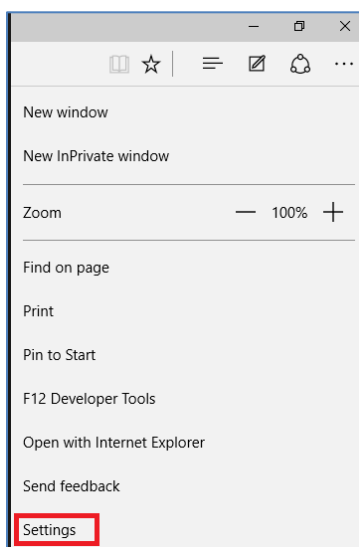 New window
New InPrivate window
Zoom 100%
Find on page
Print
Pin to Start
F12 Developer Tools
Open with Internet Explorer
Send feedback
Settings